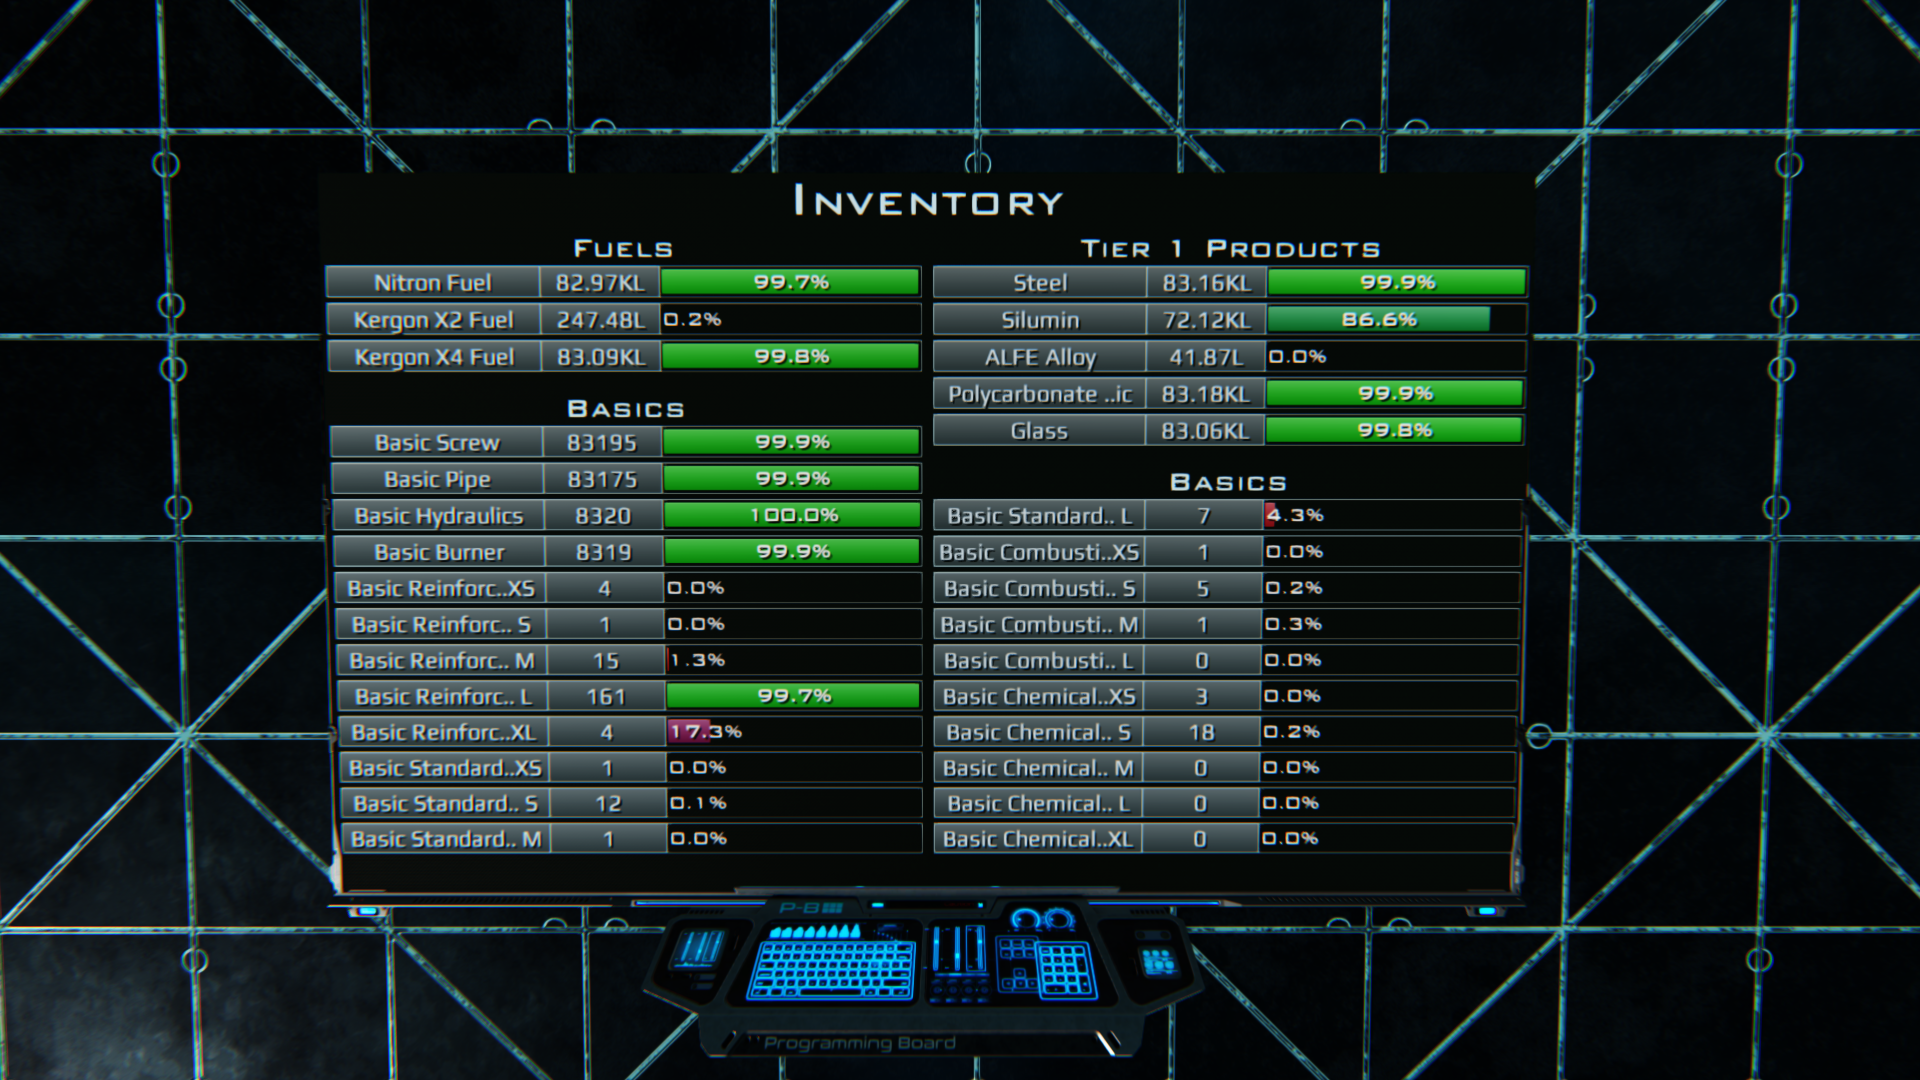 Inventory
Fuels
Nitron Fuel 82.97KL 99.7%
Kergon X2 Fuel 247.48L 0.2%
Kergon X4 Fuel 83.09KL 99.8%
Basics
Basic Screw 83195 99.9%
Basic Pipe 83175 99.9%
Basic Hydraulics 8320 100.0%
Basic Burner 8319 99.9%
Basic Reinforc..XS 4 0.0%
Basic Reinforc.. S 1 0.0%
Basic Reinforc.. M 15 1.3%
Basic Reinforc.. L 161 99.7%
Basic Reinforc..XL 4 17.3%
Basic Standard..XS 1 0.0%
Basic Standard.. S 12 0.1%
Basic Standard.. M 1 0.0%
Tier 1 Products
Steel 83.16KL 99.9%
Silumin 72.12KL 86.6%
ALFE Alloy 41.87L 0.0%
Polycarbonate ..ic 83.18KL 99.9%
Glass 83.06KL 99.8%
Basics
Basic Standard.. L 7 4.3%
Basic Combusti..XS 1 0.0%
Basic Combusti.. S 5 0.2%
Basic Combusti.. M 1 0.3%
Basic Combusti.. L 0 0.0%
Basic Chemical..XS 3 0.0%
Basic Chemical.. S 18 0.2%
Basic Chemical.. M 0 0.0%
Basic Chemical.. L 0 0.0%
Basic Chemical..XL 0 0.0%
P-B
Programming Board